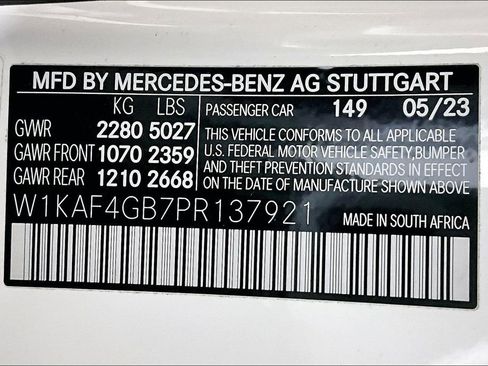 MFD BY MERCEDES-BENZ AG STUTTGART
KG LBS PASSENGER CAR 149 05/23
GVWR 2280 5027
GAWR FRONT 1070 2359
GAWR REAR 1210 2668
THIS VEHICLE CONFORMS TO ALL APPLICABLE
U.S. FEDERAL MOTOR VEHICLE SAFETY,BUMPER
AND THEFT PREVENTION STANDARDS IN EFFECT
ON THE DATE OF MANUFACTURE SHOWN ABOVE
W1KAF4GB7PR137921 MADE IN SOUTH AFRICA